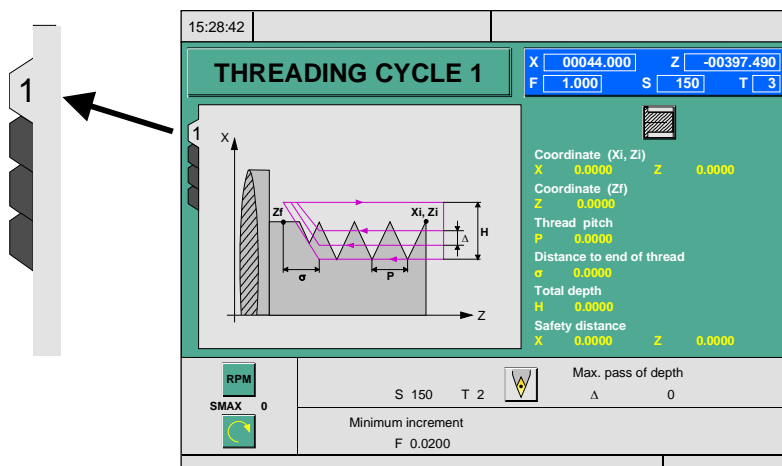 15:28:42
1
THREADING CYCLE 1
X 00044.000 Z -00397.490
F 1.000 S 150 T 3
1
X
Zf Xi, Zi
H
Δ
σ P
Z
Coordinate (Xi, Zi)
X 0.0000 Z 0.0000
Coordinate (Zf)
Z 0.0000
Thread pitch
P 0.0000
Distance to end of thread
σ 0.0000
Total depth
H 0.0000
Safety distance
X 0.0000 Z 0.0000
RPM
SMAX 0
S 150 T 2
Max. pass of depth
Δ 0
Minimum increment
F 0.0200